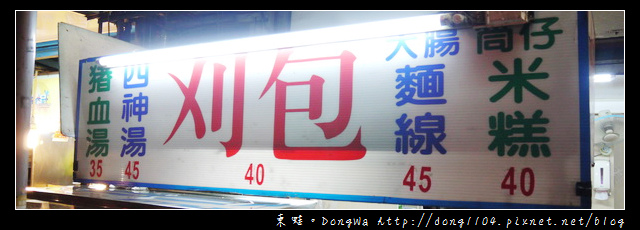 豬血湯
35
四神湯
45
刈包
40
大腸麵線
45
筒仔米糕
40
東蛙。DongWa http://dong1104.pixnet.net/blog